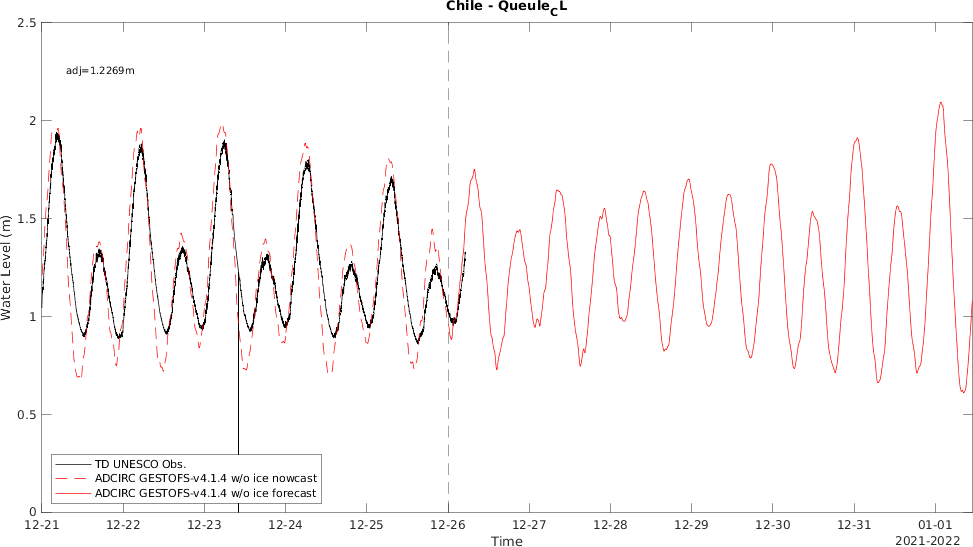 Chile - Queule_CL
2.5
adj=1.2269m
2
1.5
Water Level (m)
1
0.5
TD UNESCO Obs.
ADCIRC GESTOFS-v4.1.4 w/o ice nowcast
ADCIRC GESTOFS-v4.1.4 w/o ice forecast
0
12-21 12-22 12-23 12-24 12-25 12-26 12-27 12-28 12-29 12-30 12-31 01-01
Time
2021-2022